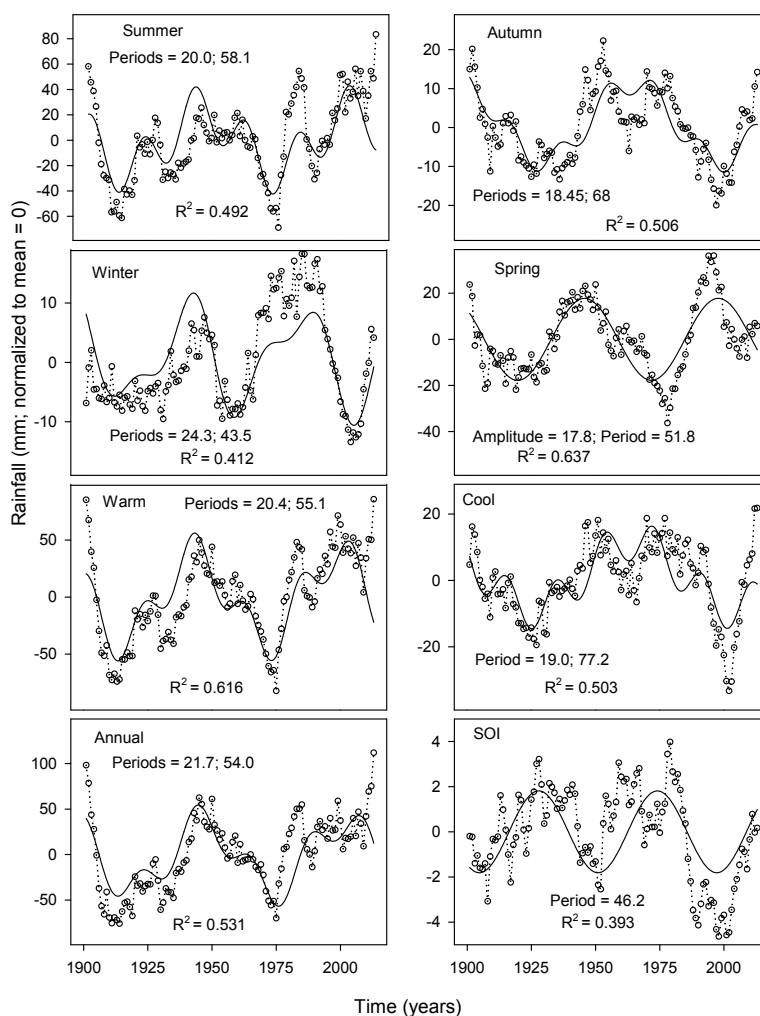 Summer
Periods = 20.0; 58.1
80
60
40
20
0
-20
-40
-60
R² = 0.492
Autumn
20
10
0
-10
-20
Periods = 18.45; 68
R² = 0.506
Winter
10
0
-10
Periods = 24.3; 43.5
R² = 0.412
Spring
20
0
-20
-40
Amplitude = 17.8; Period = 51.8
R² = 0.637
Warm
Periods = 20.4; 55.1
50
0
-50
R² = 0.616
Cool
20
0
-20
Period = 19.0; 77.2
R² = 0.503
Annual
Periods = 21.7; 54.0
100
50
0
-50
R² = 0.531
SOI
4
2
0
-2
-4
Period = 46.2
R² = 0.393
1900 1925 1950 1975 2000
1900 1925 1950 1975 2000
Rainfall (mm; normalized to mean = 0)
Time (years)